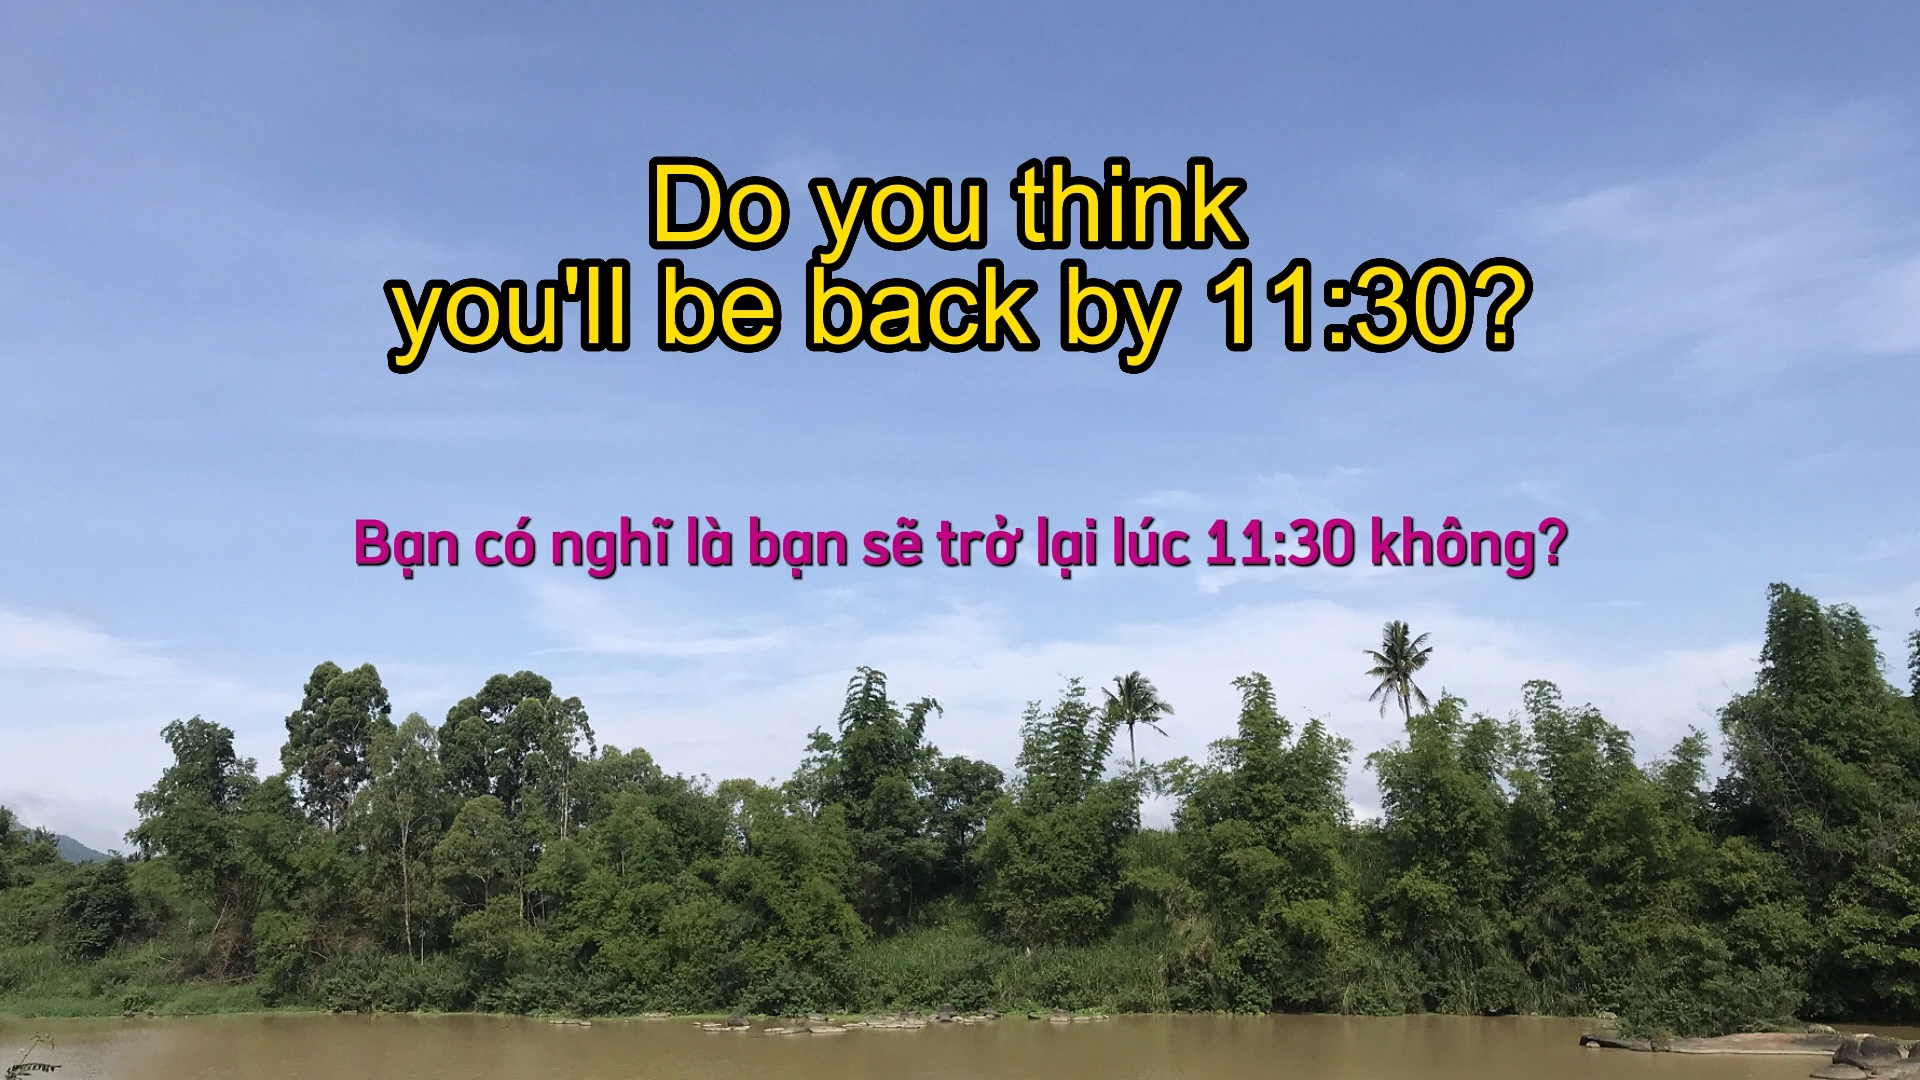 Do you think
you'll be back by 11:30?
Bạn có nghĩ là bạn sẽ trở lại lúc 11:30 không?